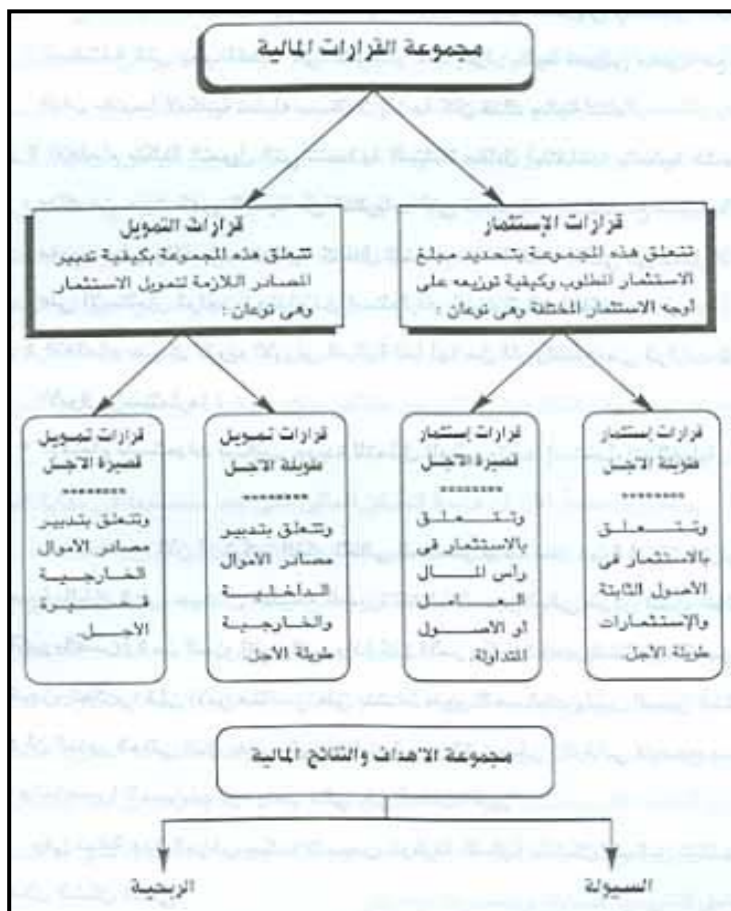 مجموعة القرارات المالية
قرارات الإستثمار
تتعلق هذه المجموعة بتحديد مبلغ
الاستثمار المطلوب وكيفية توزيعه على
أوجه الاستثمار المختلفة وهى نوعان :
قرارات التمويل
تتعلق هذه المجموعة بكيفية تدبير
المصادر اللازمة لتمويل الاستثمار
وهى نوعان :
قرارات إستثمار
طويلة الاجل
********
وتتعلق
بالاستثمار فى
الأصول الثابتة
والإستثمارات
طويلة الاجل.
قرارات إستثمار
قصيرة الاجل
********
وتتعلق
بالاستثمار فى
رأس المال
العامل
أو الاصول
المتداولة.
قرارات تمويل
طويلة الاجل
********
وتتعلق بتدبير
مصادر الأموال
الداخلية
والخارجية
طويلة الاجل.
قرارات تمويل
قصيرة الاجل
********
وتتعلق بتدبير
مصادر الاموال
الخارجية
قصيرة
الاجل.
مجموعة الاهداف والنتائج المالية
السيولة
الربحية